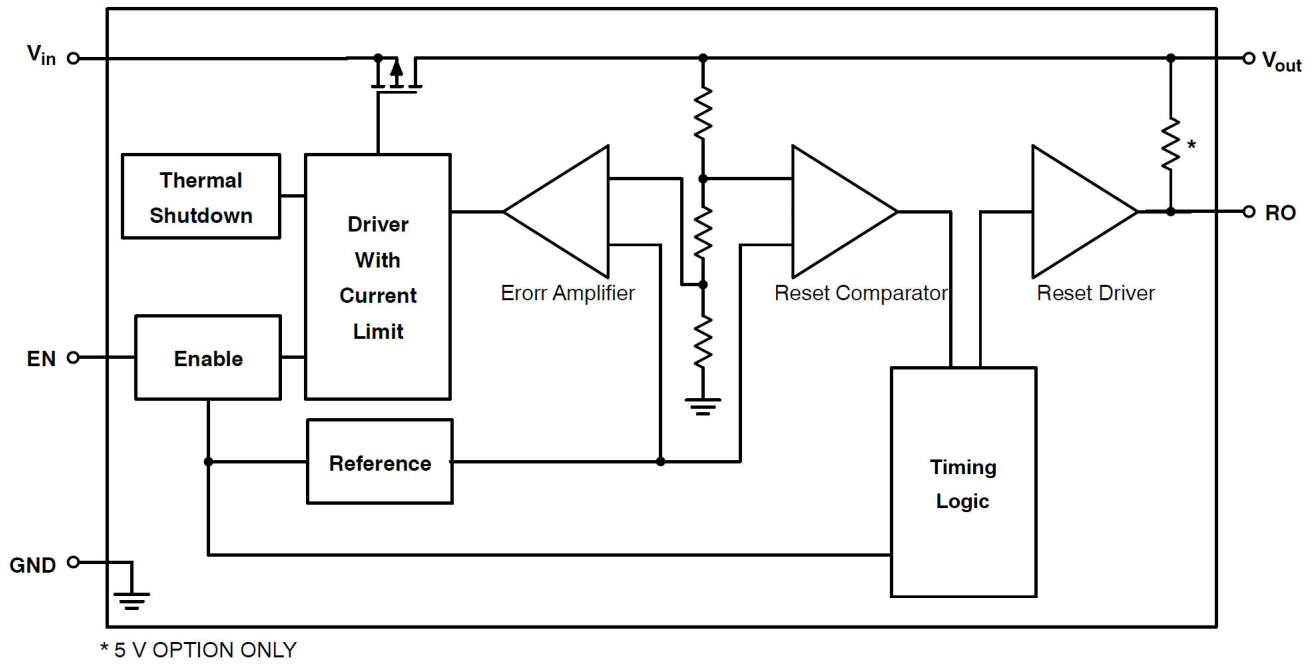 Vin
Vout
*
Thermal
Shutdown
Driver
With
Current
Limit
RO
Erorr Amplifier
Reset Comparator
Reset Driver
EN
Enable
Reference
Timing
Logic
GND
* 5 V OPTION ONLY